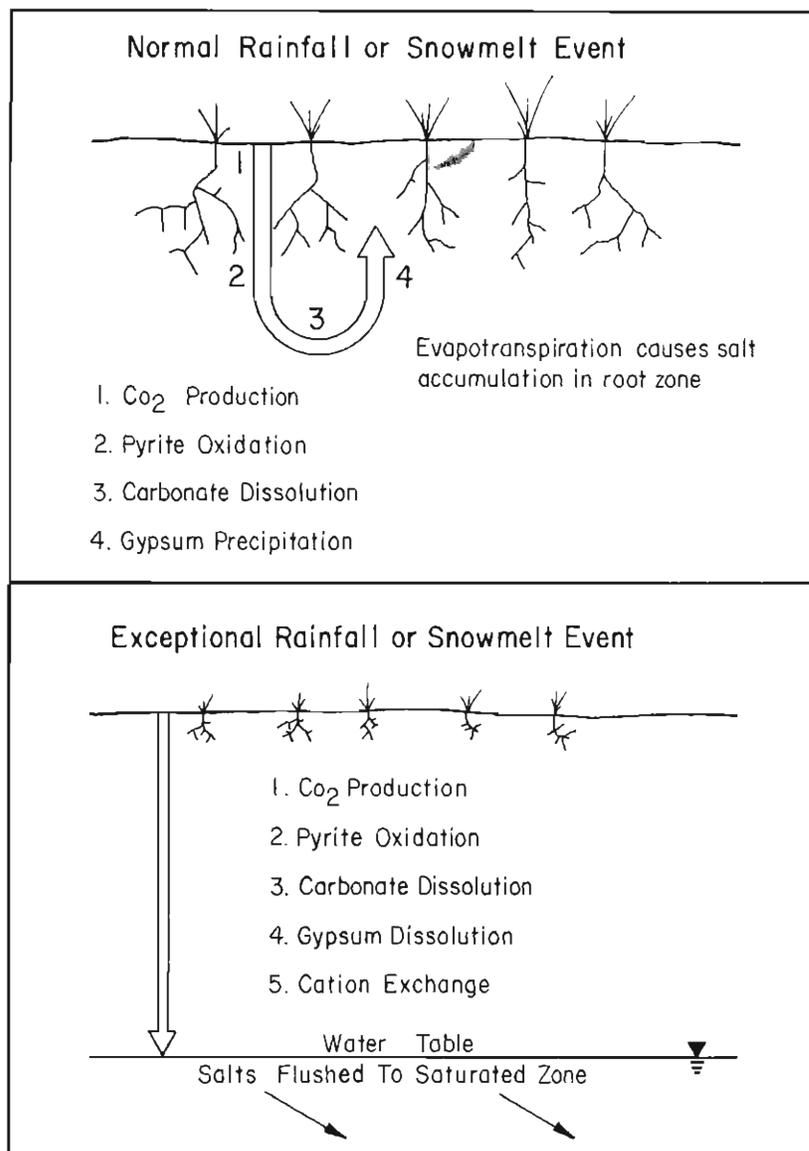 Normal Rainfall or Snowmelt Event
1
2
3
4
Evapotranspiration causes salt
accumulation in root zone
1. Co2 Production
2. Pyrite Oxidation
3. Carbonate Dissolution
4. Gypsum Precipitation
Exceptional Rainfall or Snowmelt Event
1. Co2 Production
2. Pyrite Oxidation
3. Carbonate Dissolution
4. Gypsum Dissolution
5. Cation Exchange
Water Table
Salts Flushed To Saturated Zone